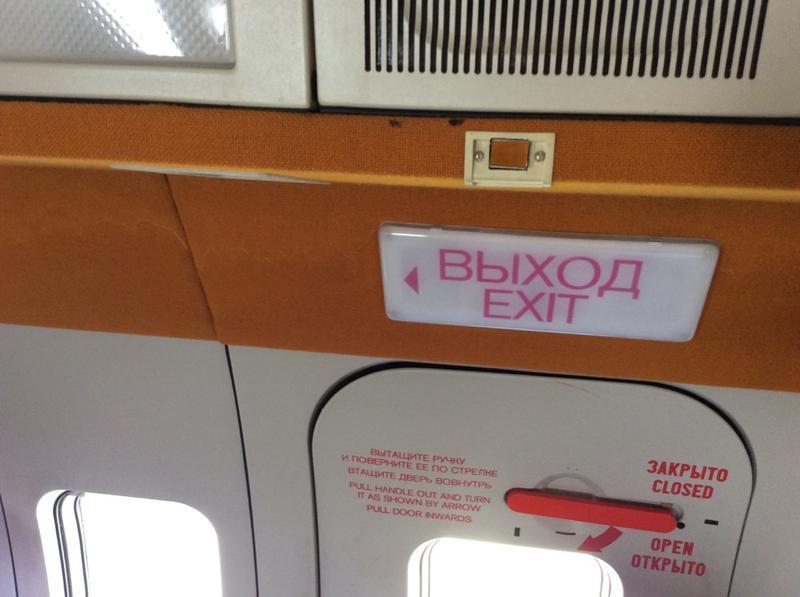 ВЫХОД
EXIT
ВЫТАЩИТЕ РУЧКУ
И ПОВЕРНИТЕ ЕЕ ПО СТРЕЛКЕ
ВТАЩИТЕ ДВЕРЬ ВОВНУТРЬ
PULL HANDLE OUT AND TURN
IT AS SHOWN BY ARROW
PULL DOOR INWARDS
ЗАКРЫТО
CLOSED
OPEN
ОТКРЫТО